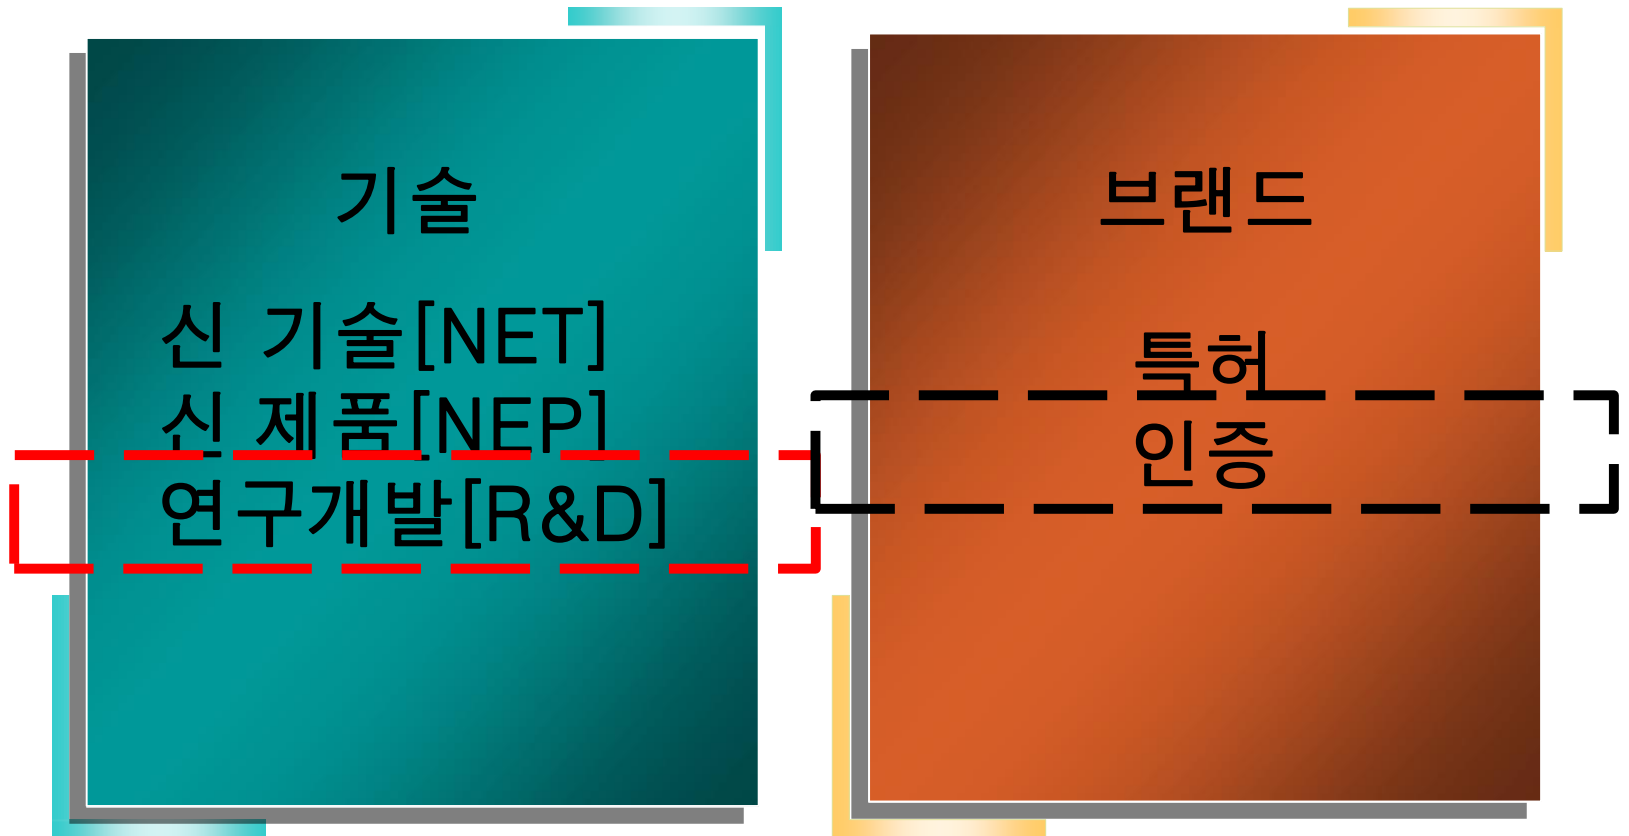 기술
신 기술[NET]
신 제품[NEP]
연구개발[R&D]
브랜드
특허
인증